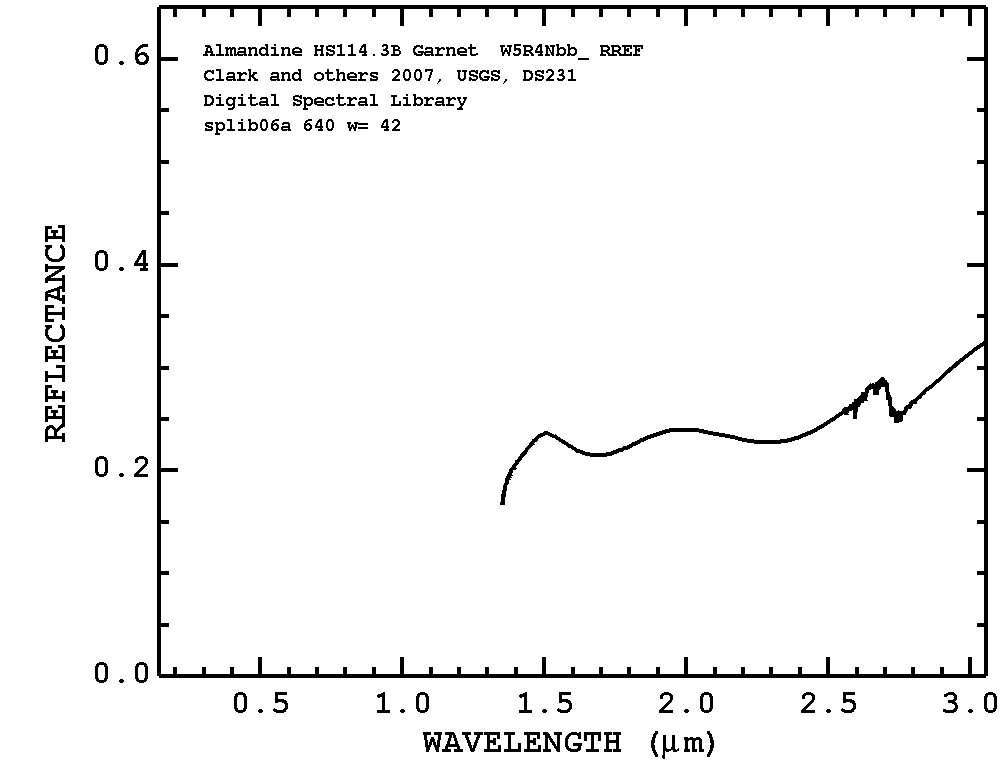 0.6
Almandine HS114.3B Garnet W5R4Nbb_ RREF
Clark and others 2007, USGS, DS231
Digital Spectral Library
splib06a 640 w= 42
REFLECTANCE
0.4
0.2
0.0
0.5 1.0 1.5 2.0 2.5 3.0
WAVELENGTH (μm)